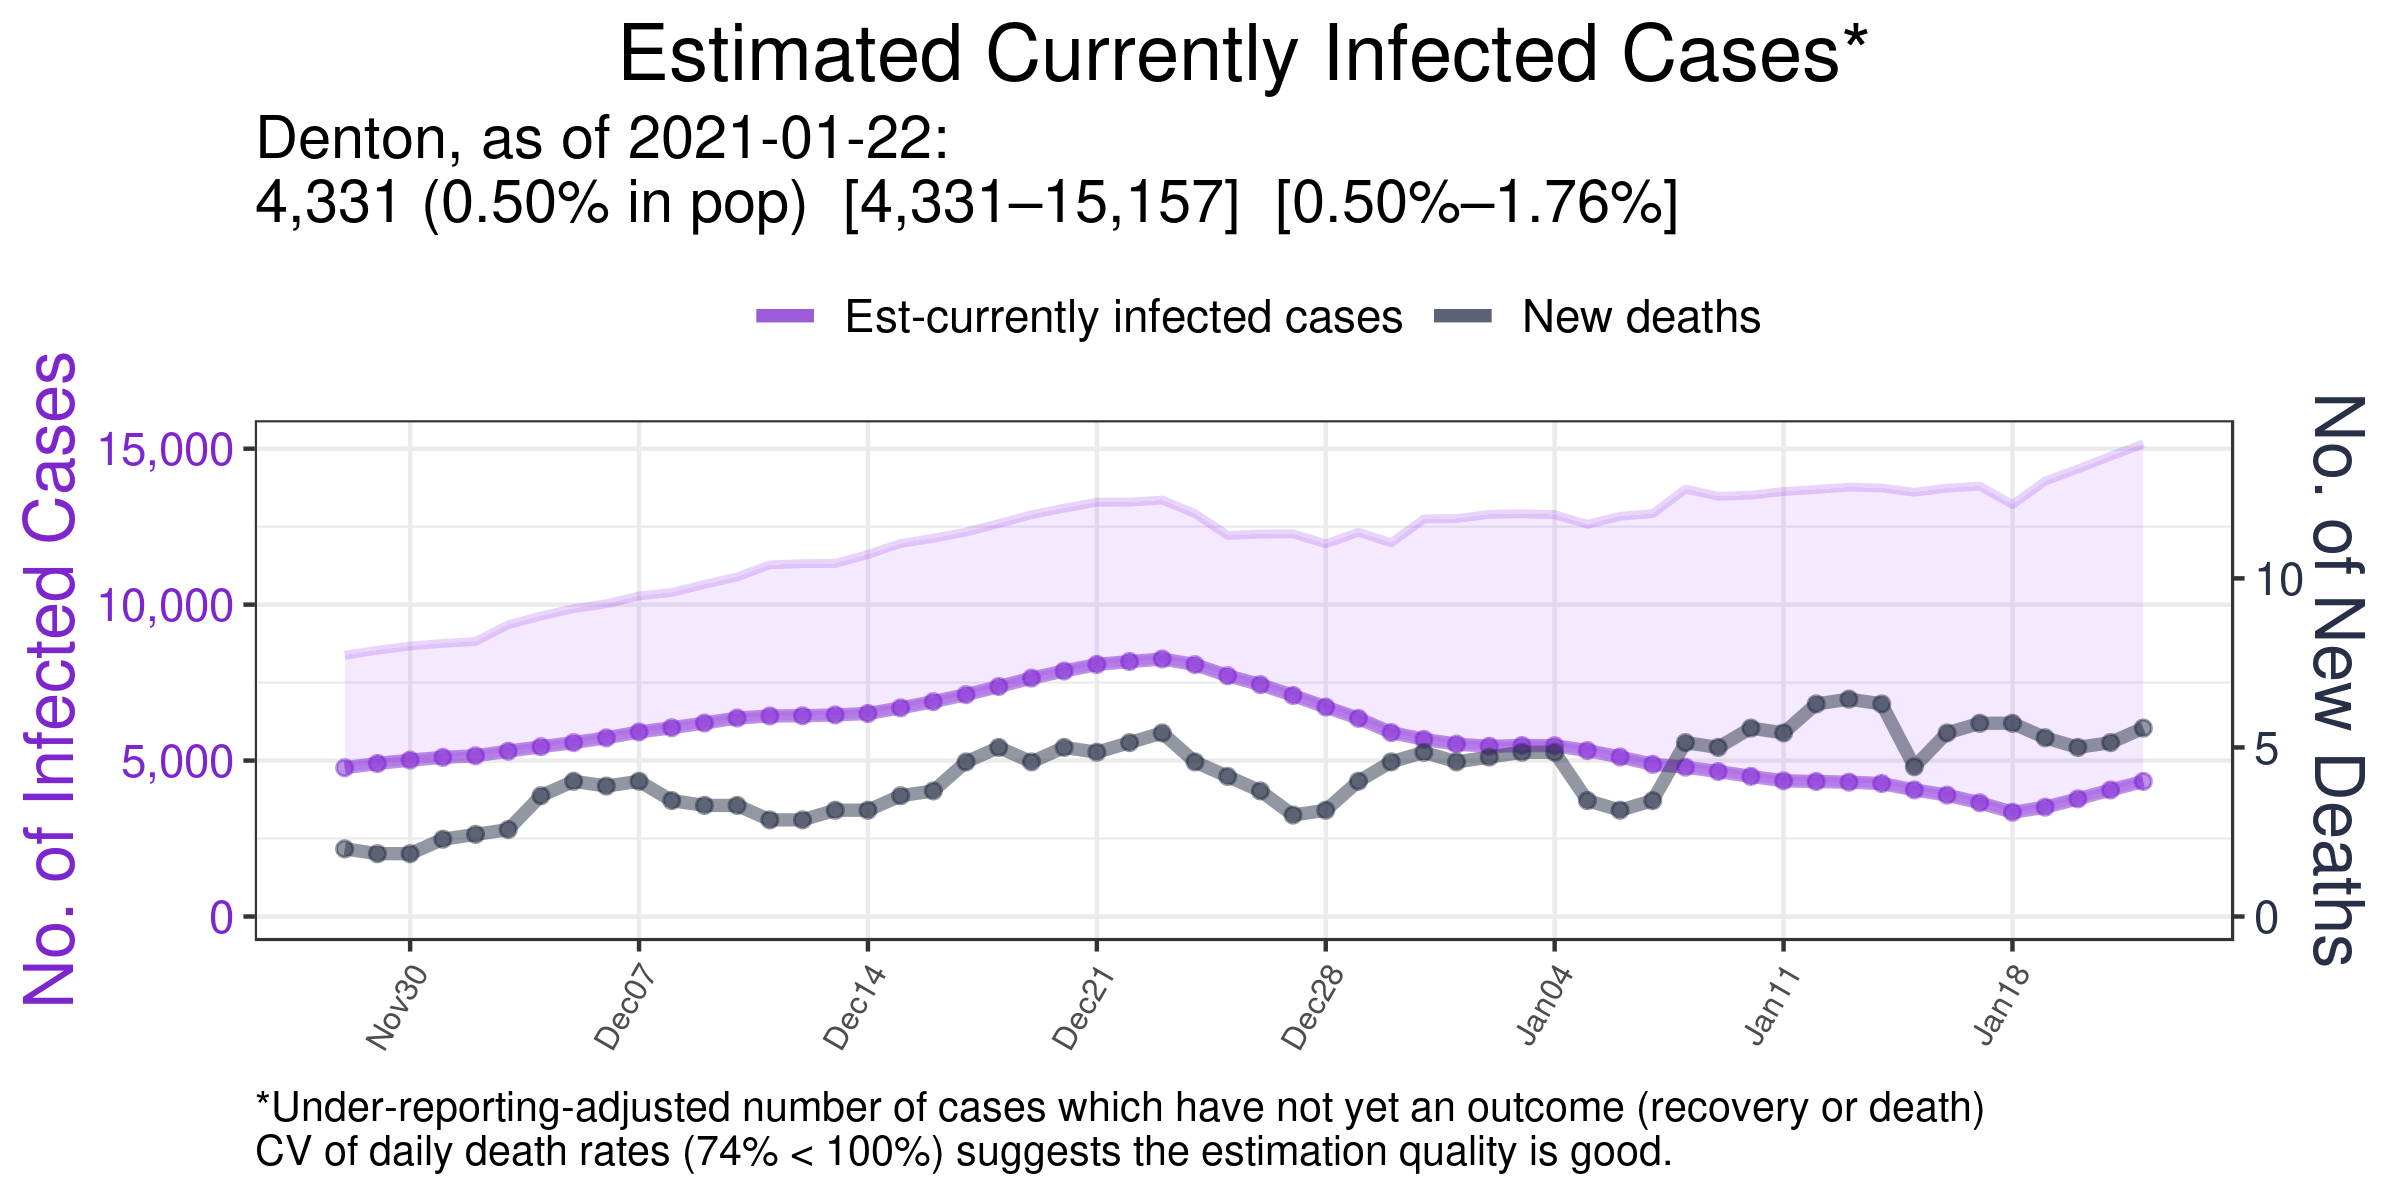 Estimated Currently Infected Cases*
Denton, as of 2021-01-22:
4,331 (0.50% in pop)  [4,331–15,157]  [0.50%–1.76%]
Est-currently infected cases
New deaths
No. of Infected Cases
15,000
10,000
5,000
0
No. of New Deaths
10
5
0
Nov30
Dec07
Dec14
Dec21
Dec28
Jan04
Jan11
Jan18
*Under-reporting-adjusted number of cases which have not yet an outcome (recovery or death)
CV of daily death rates (74% < 100%) suggests the estimation quality is good.